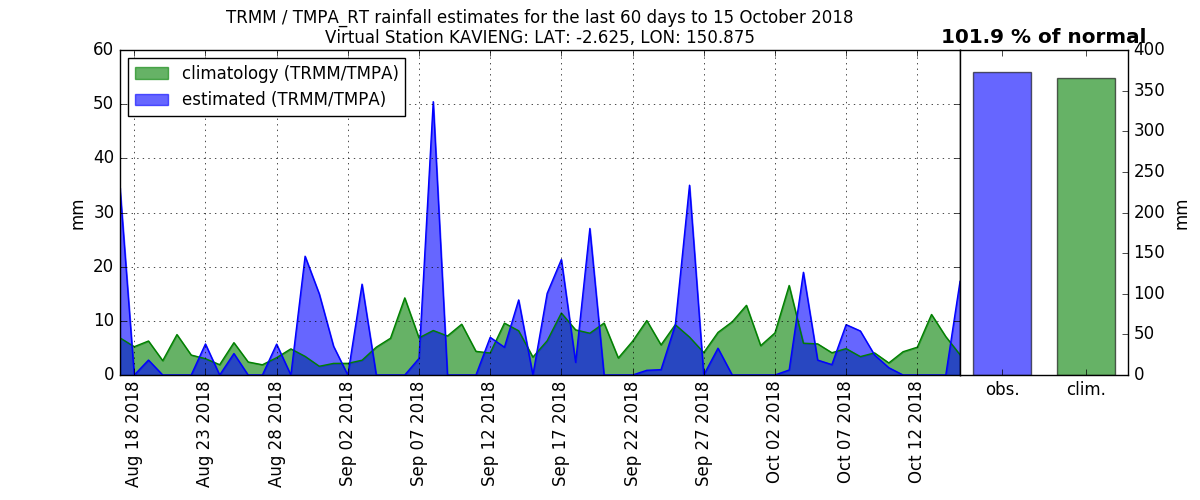 TRMM / TMPA_RT rainfall estimates for the last 60 days to 15 October 2018
Virtual Station KAVIENG: LAT: -2.625, LON: 150.875
101.9 % of normal
climatology (TRMM/TMPA)
estimated (TRMM/TMPA)
mm
60
50
40
30
20
10
0
Aug 18 2018
Aug 23 2018
Aug 28 2018
Sep 02 2018
Sep 07 2018
Sep 12 2018
Sep 17 2018
Sep 22 2018
Sep 27 2018
Oct 02 2018
Oct 07 2018
Oct 12 2018
obs.
clim.
400
350
300
250
200
150
100
50
0
mm